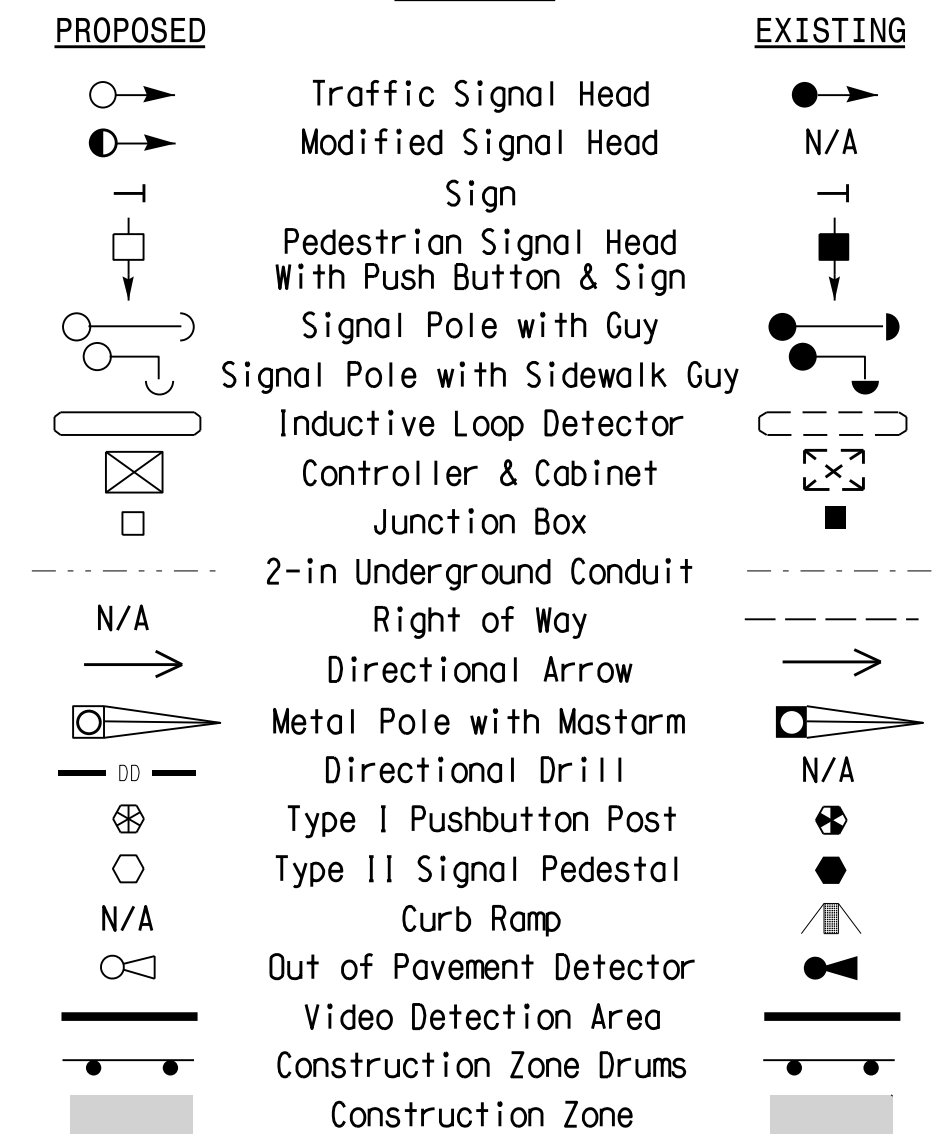 PROPOSED EXISTING
Traffic Signal Head
Modified Signal Head N/A
Sign
Pedestrian Signal Head
With Push Button & Sign
Signal Pole with Guy
Signal Pole with Sidewalk Guy
Inductive Loop Detector
Controller & Cabinet
Junction Box
2-in Underground Conduit
N/A Right of Way
Directional Arrow
Metal Pole with Mastarm
DD Directional Drill N/A
Type I Pushbutton Post
Type II Signal Pedestal
N/A Curb Ramp
Out of Pavement Detector
Video Detection Area
Construction Zone Drums
Construction Zone